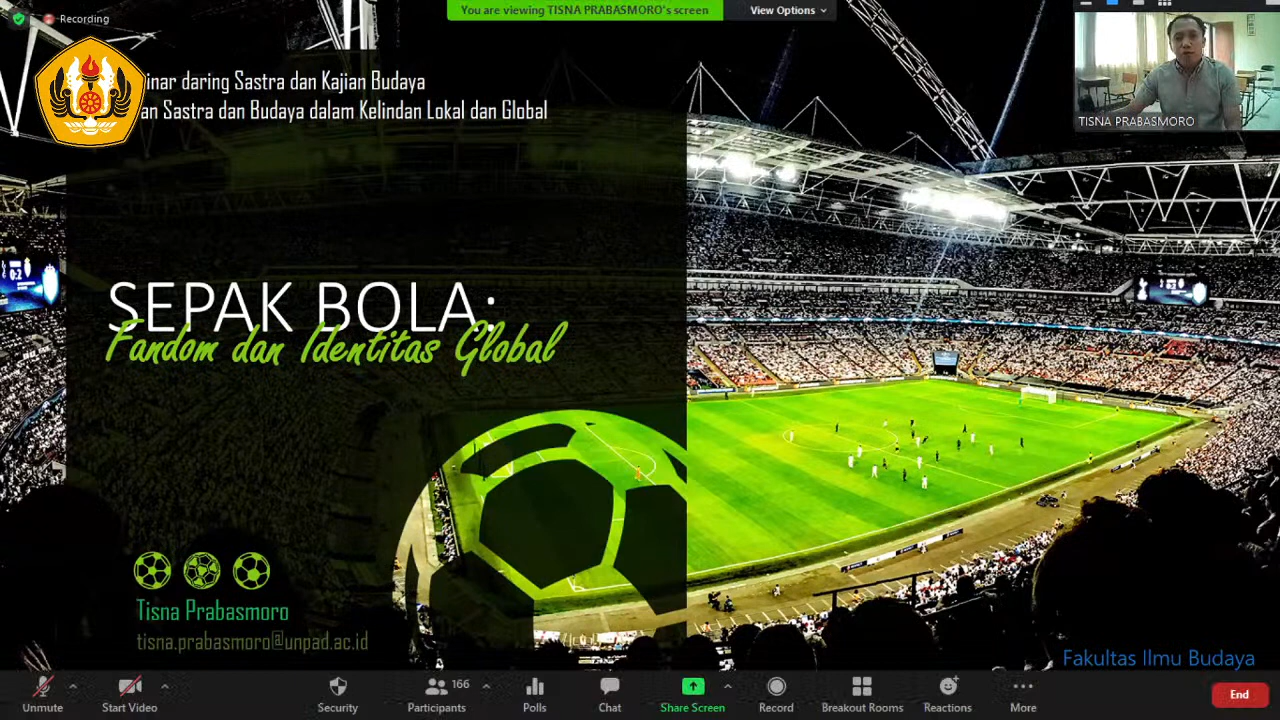 Recording
You are viewing TISNA PRABASMORO's screen
View Options
inar daring Sastra dan Kajian Budaya
an Sastra dan Budaya dalam Kelindan Lokal dan Global
TISNA PRABASMORO
0:2
SEPAK BOLA:
Fandom dan Identitas Global
Tisna Prabasmoro
tisna.prabasmoro@unpad.ac.id
Fakultas Ilmu Budaya
Unmute
Start Video
Security
166
Participants
Polls
Chat
Share Screen
Record
Breakout Rooms
Reactions
More
End